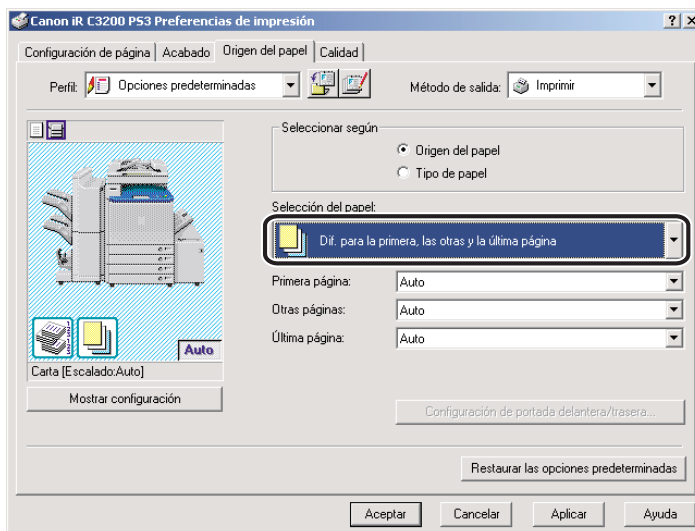 Canon iR C3200 PS3 Preferencias de impresión
Configuración de página Acabado Origen del papel Calidad
Perfil: Opciones predeterminadas Método de salida: Imprimir
Seleccionar según
Origen del papel
Tipo de papel
Selección del papel:
Dif. para la primera, las otras y la última página
Primera página: Auto
Otras páginas: Auto
Última página: Auto
Auto
Carta [Escalado:Auto]
Mostrar configuración
Configuración de portada delantera/trasera...
Restaurar las opciones predeterminadas
Aceptar Cancelar Aplicar Ayuda